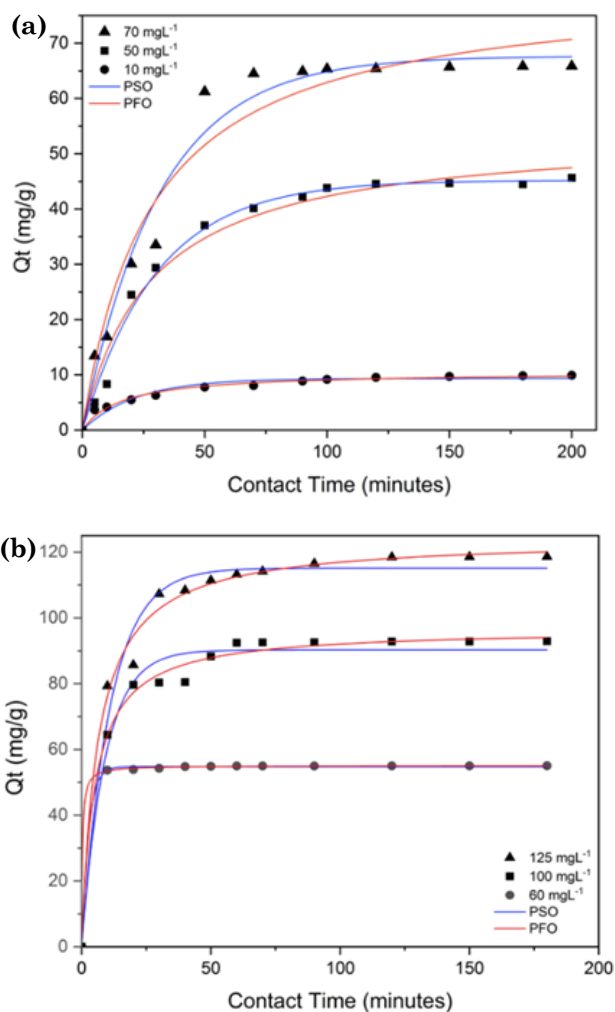 (a)
70 mgL⁻¹
50 mgL⁻¹
10 mgL⁻¹
PSO
PFO
70
60
50
40
30
20
10
0
Qt (mg/g)
0 50 100 150 200
Contact Time (minutes)
(b)
120
100
80
60
40
20
0
Qt (mg/g)
125 mgL⁻¹
100 mgL⁻¹
60 mgL⁻¹
PSO
PFO
0 50 100 150 200
Contact Time (minutes)